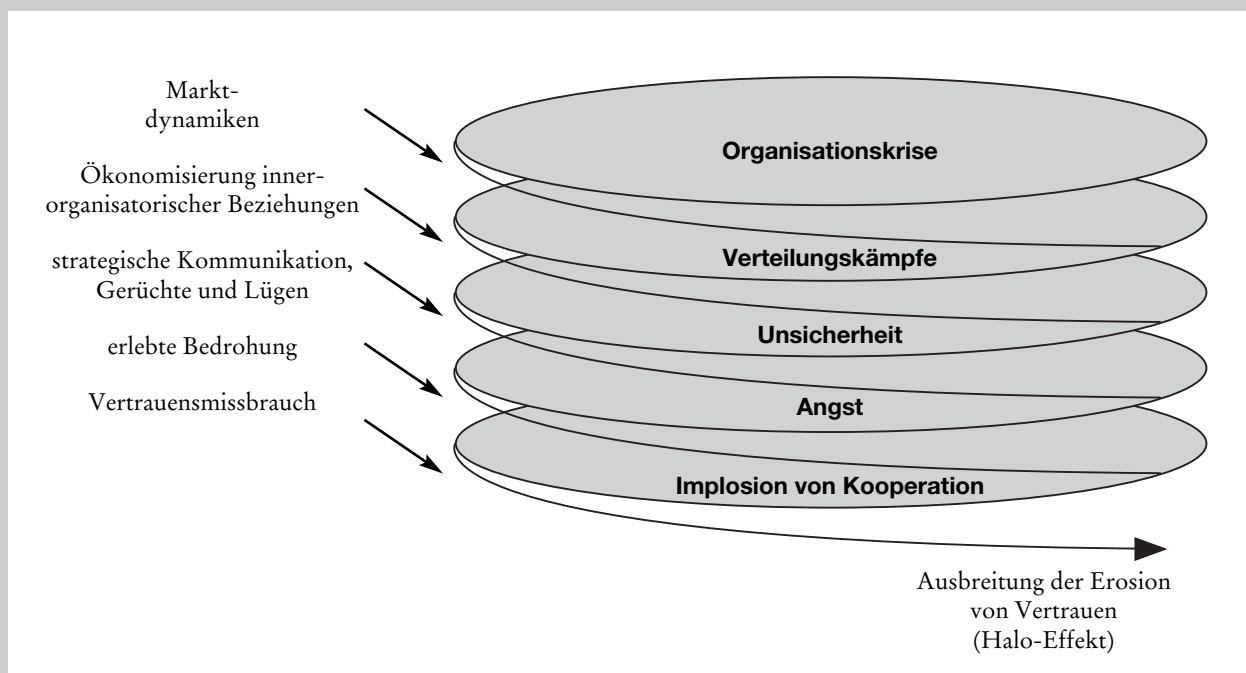 Markt-
dynamiken
Ökonomisierung inner-
organisatorischer Beziehungen
strategische Kommunikation,
Gerüchte und Lügen
erlebte Bedrohung
Vertrauensmissbrauch
Organisationskrise
Verteilungskämpfe
Unsicherheit
Angst
Implosion von Kooperation
Ausbreitung der Erosion
von Vertrauen
(Halo-Effekt)